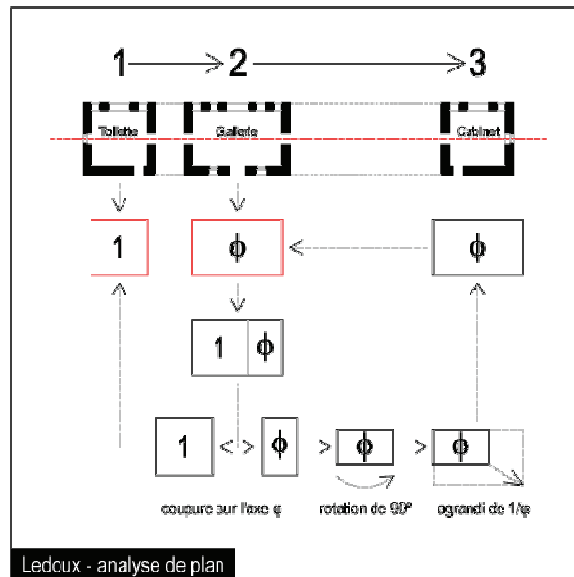 1 2 3
Toilette Gallerie Cabinet
1 ϕ ϕ
1 ϕ
1 < > ϕ > ϕ > ϕ
coupure sur l'axe φ rotation de 90° agrandi de 1/φ
Ledoux - analyse de plan